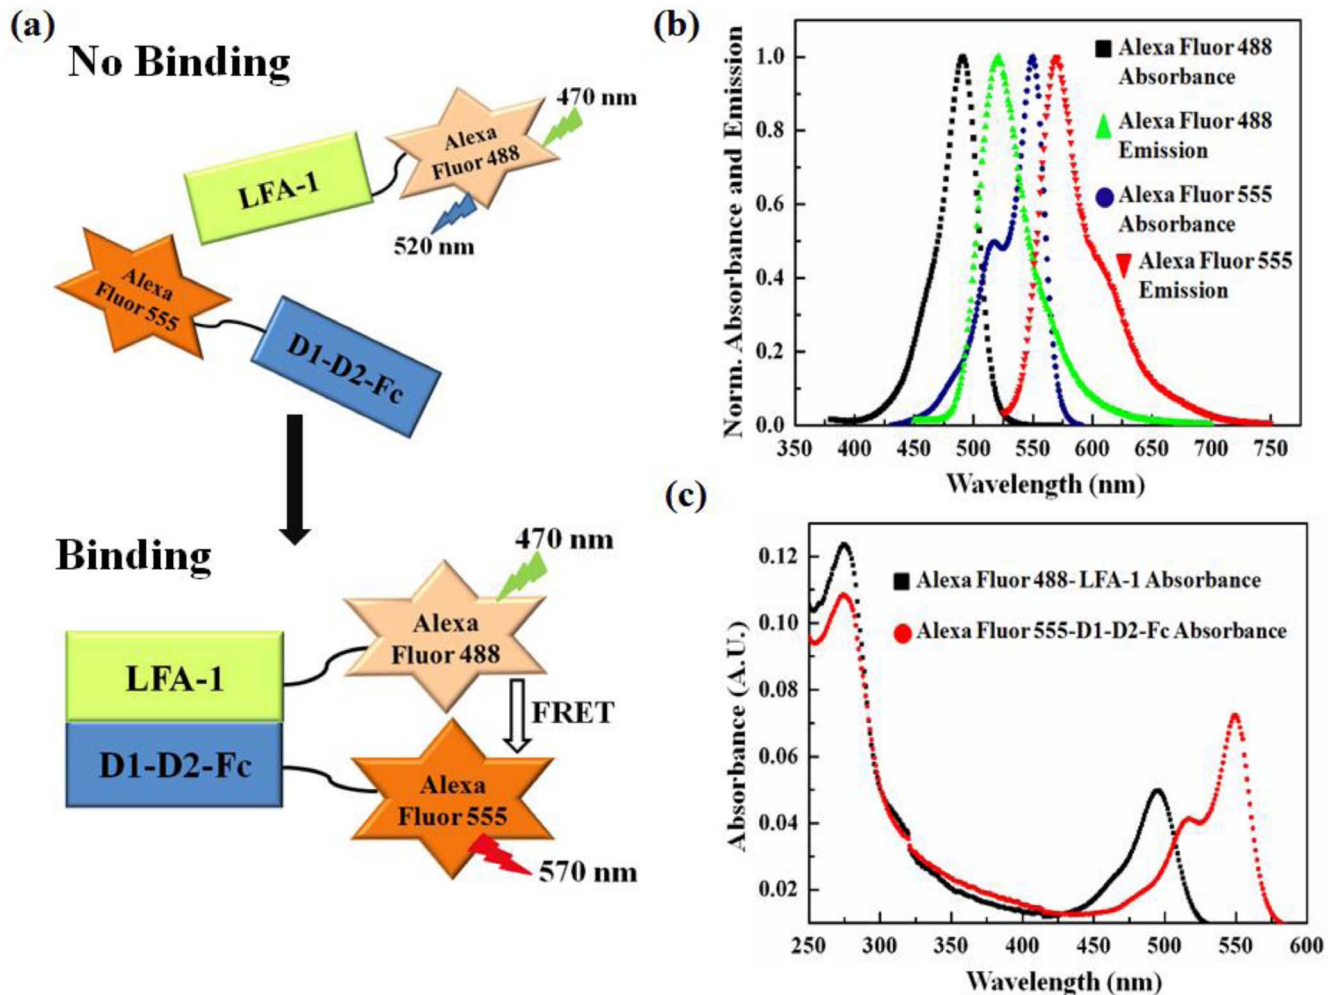 (a)
No Binding
470 nm
Alexa
Fluor 488
LFA-1
520 nm
Alexa
Fluor 555
D1-D2-Fc
Binding
470 nm
Alexa
Fluor 488
LFA-1
FRET
D1-D2-Fc
Alexa
Fluor 555
570 nm
(b)
Norm. Absorbance and Emission
1.0
0.8
0.6
0.4
0.2
0.0
350 400 450 500 550 600 650 700 750
Wavelength (nm)
Alexa Fluor 488
Absorbance
Alexa Fluor 488
Emission
Alexa Fluor 555
Absorbance
Alexa Fluor 555
Emission
(c)
Absorbance (A.U.)
0.12
0.10
0.08
0.06
0.04
0.02
250 300 350 400 450 500 550 600
Wavelength (nm)
Alexa Fluor 488- LFA-1 Absorbance
Alexa Fluor 555-D1-D2-Fc Absorbance